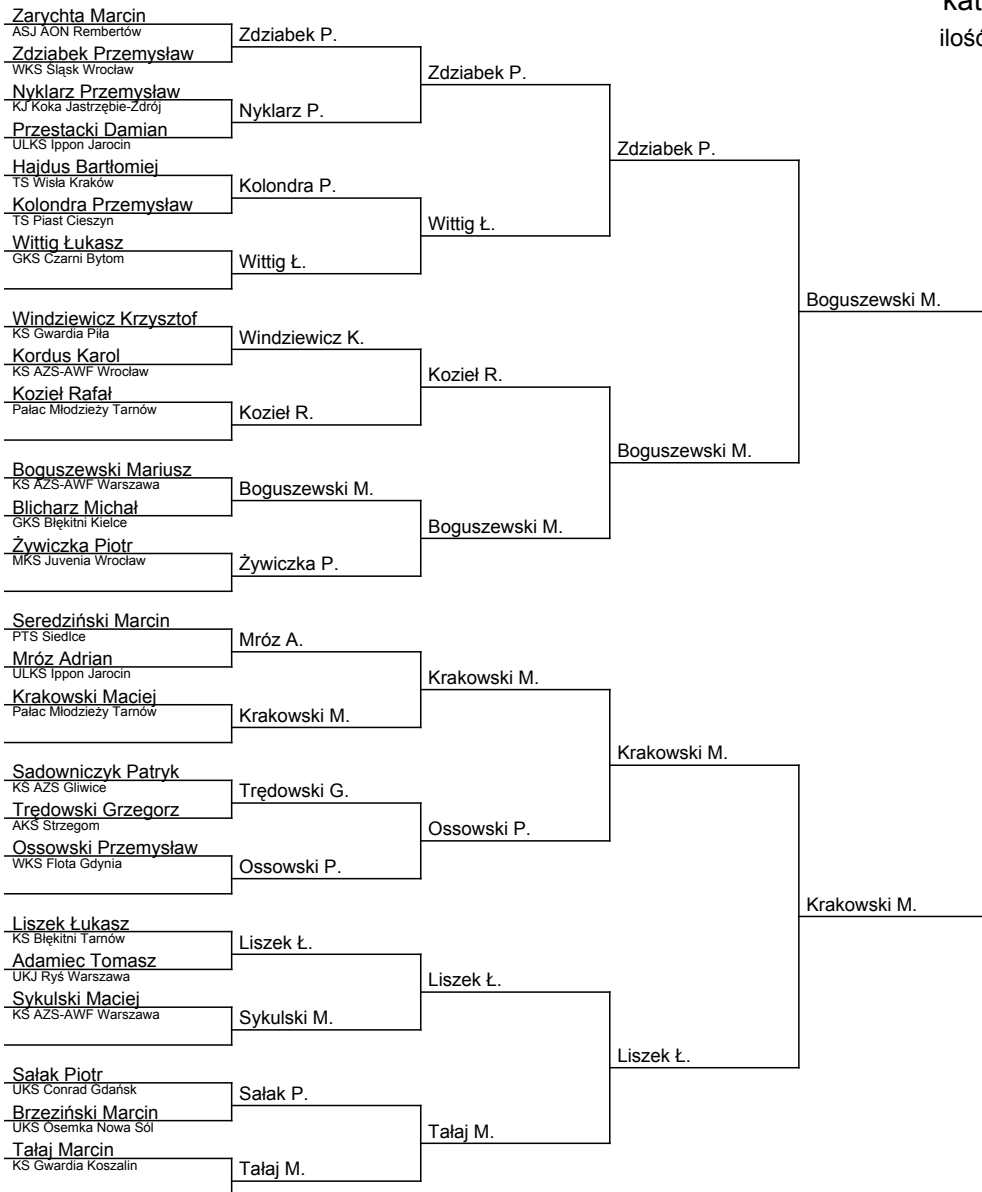 Zarychta Marcin
ASJ AON Rembertów
Zdziabek Przemysław
WKS Śląsk Wrocław
Nyklarz Przemysław
KJ Koka Jastrzębie-Zdrój
Przestacki Damian
ULKS Ippon Jarocin
Hajdus Bartłomiej
TS Wisła Kraków
Kolondra Przemysław
TS Piast Cieszyn
Wittig Łukasz
GKS Czarni Bytom
Windziewicz Krzysztof
KS Gwardia Piła
Kordus Karol
KS AZS-AWF Wrocław
Kozieł Rafał
Pałac Młodzieży Tarnów
Boguszewski Mariusz
KS AZS-AWF Warszawa
Blicharz Michał
GKS Błękitni Kielce
Żywiczka Piotr
MKS Juvenia Wrocław
Seredziński Marcin
PTS Siedlce
Mróz Adrian
ULKS Ippon Jarocin
Krakowski Maciej
Pałac Młodzieży Tarnów
Sadowniczyk Patryk
KS AZS Gliwice
Trędowski Grzegorz
AKS Strzegom
Ossowski Przemysław
WKS Flota Gdynia
Liszek Łukasz
KS Błękitni Tarnów
Adamiec Tomasz
UKJ Ryś Warszawa
Sykulski Maciej
KS AZS-AWF Warszawa
Sałak Piotr
UKS Conrad Gdańsk
Brzeziński Marcin
UKS Ósemka Nowa Sól
Tałaj Marcin
KS Gwardia Koszalin
Zdziabek P.
Nyklarz P.
Kolondra P.
Wittig Ł.
Windziewicz K.
Kozieł R.
Boguszewski M.
Żywiczka P.
Mróz A.
Krakowski M.
Trędowski G.
Ossowski P.
Liszek Ł.
Sykulski M.
Sałak P.
Tałaj M.
Zdziabek P.
Wittig Ł.
Kozieł R.
Boguszewski M.
Krakowski M.
Ossowski P.
Liszek Ł.
Tałaj M.
Zdziabek P.
Boguszewski M.
Krakowski M.
Liszek Ł.
Boguszewski M.
Krakowski M.